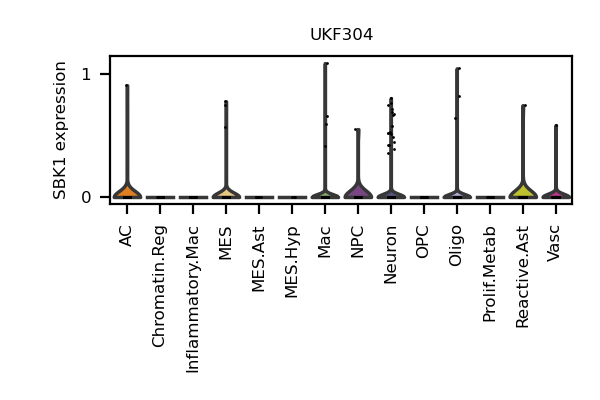 UKF304
SBK1 expression
1
0
AC
Chromatin.Reg
Inflammatory.Mac
MES
MES.Ast
MES.Hyp
Mac
NPC
Neuron
OPC
Oligo
Prolif.Metab
Reactive.Ast
Vasc